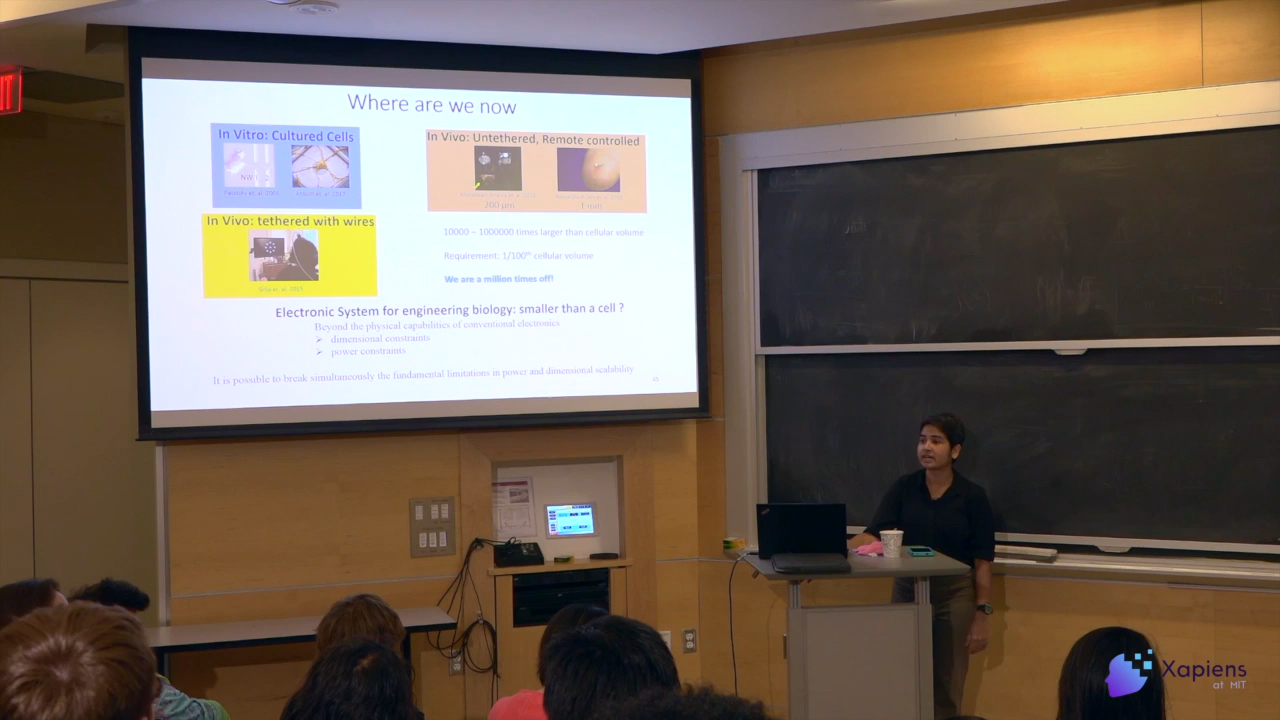 Where are we now
In Vitro: Cultured Cells
NW 1 2
In Vivo: Untethered, Remote controlled
200 µm
1 mm
In Vivo: tethered with wires
10000 – 1000000 times larger than cellular volume
Requirement: 1/100th cellular volume
We are a million times off!
Electronic System for engineering biology: smaller than a cell ?
Beyond the physical capabilities of conventional electronics
➢ dimensional constraints
➢ power constraints
It is possible to break simultaneously the fundamental limitations in power and dimensional scalability
Xapiens
at MIT